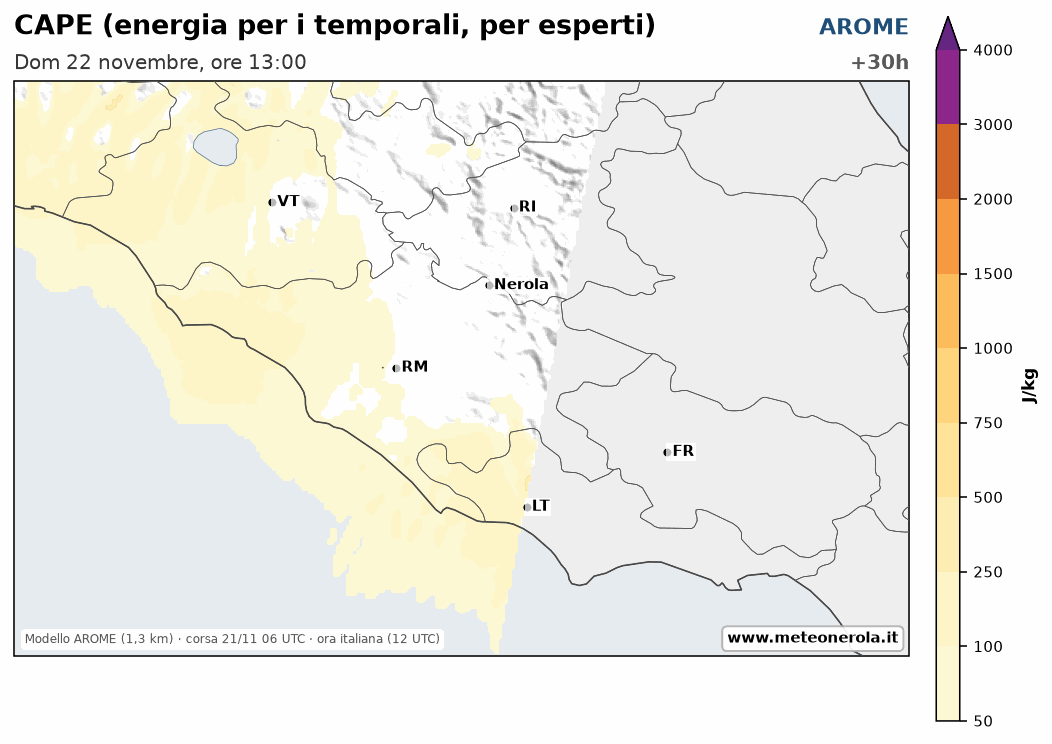 CAPE (energia per i temporali, per esperti)
AROME
Dom 22 novembre, ore 13:00
+30h
4000
3000
2000
1500
1000
750
500
250
100
50
J/kg
VT
RI
Nerola
RM
FR
LT
Modello AROME (1,3 km) · corsa 21/11 06 UTC · ora italiana (12 UTC)
www.meteonerola.it